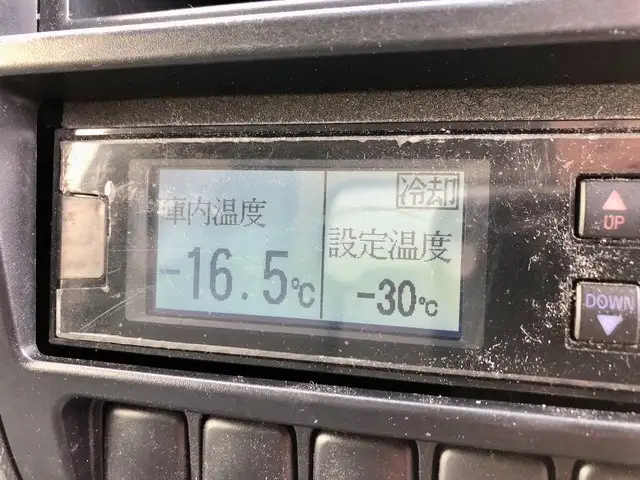 庫内温度
-16.5℃
冷却
設定温度
-30℃
UP
DOWN